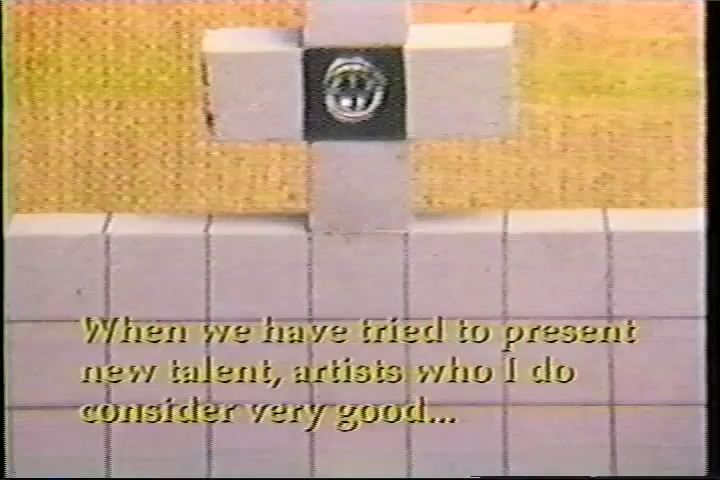 When we have tried to present
new talent, artists who I do
consider very good...